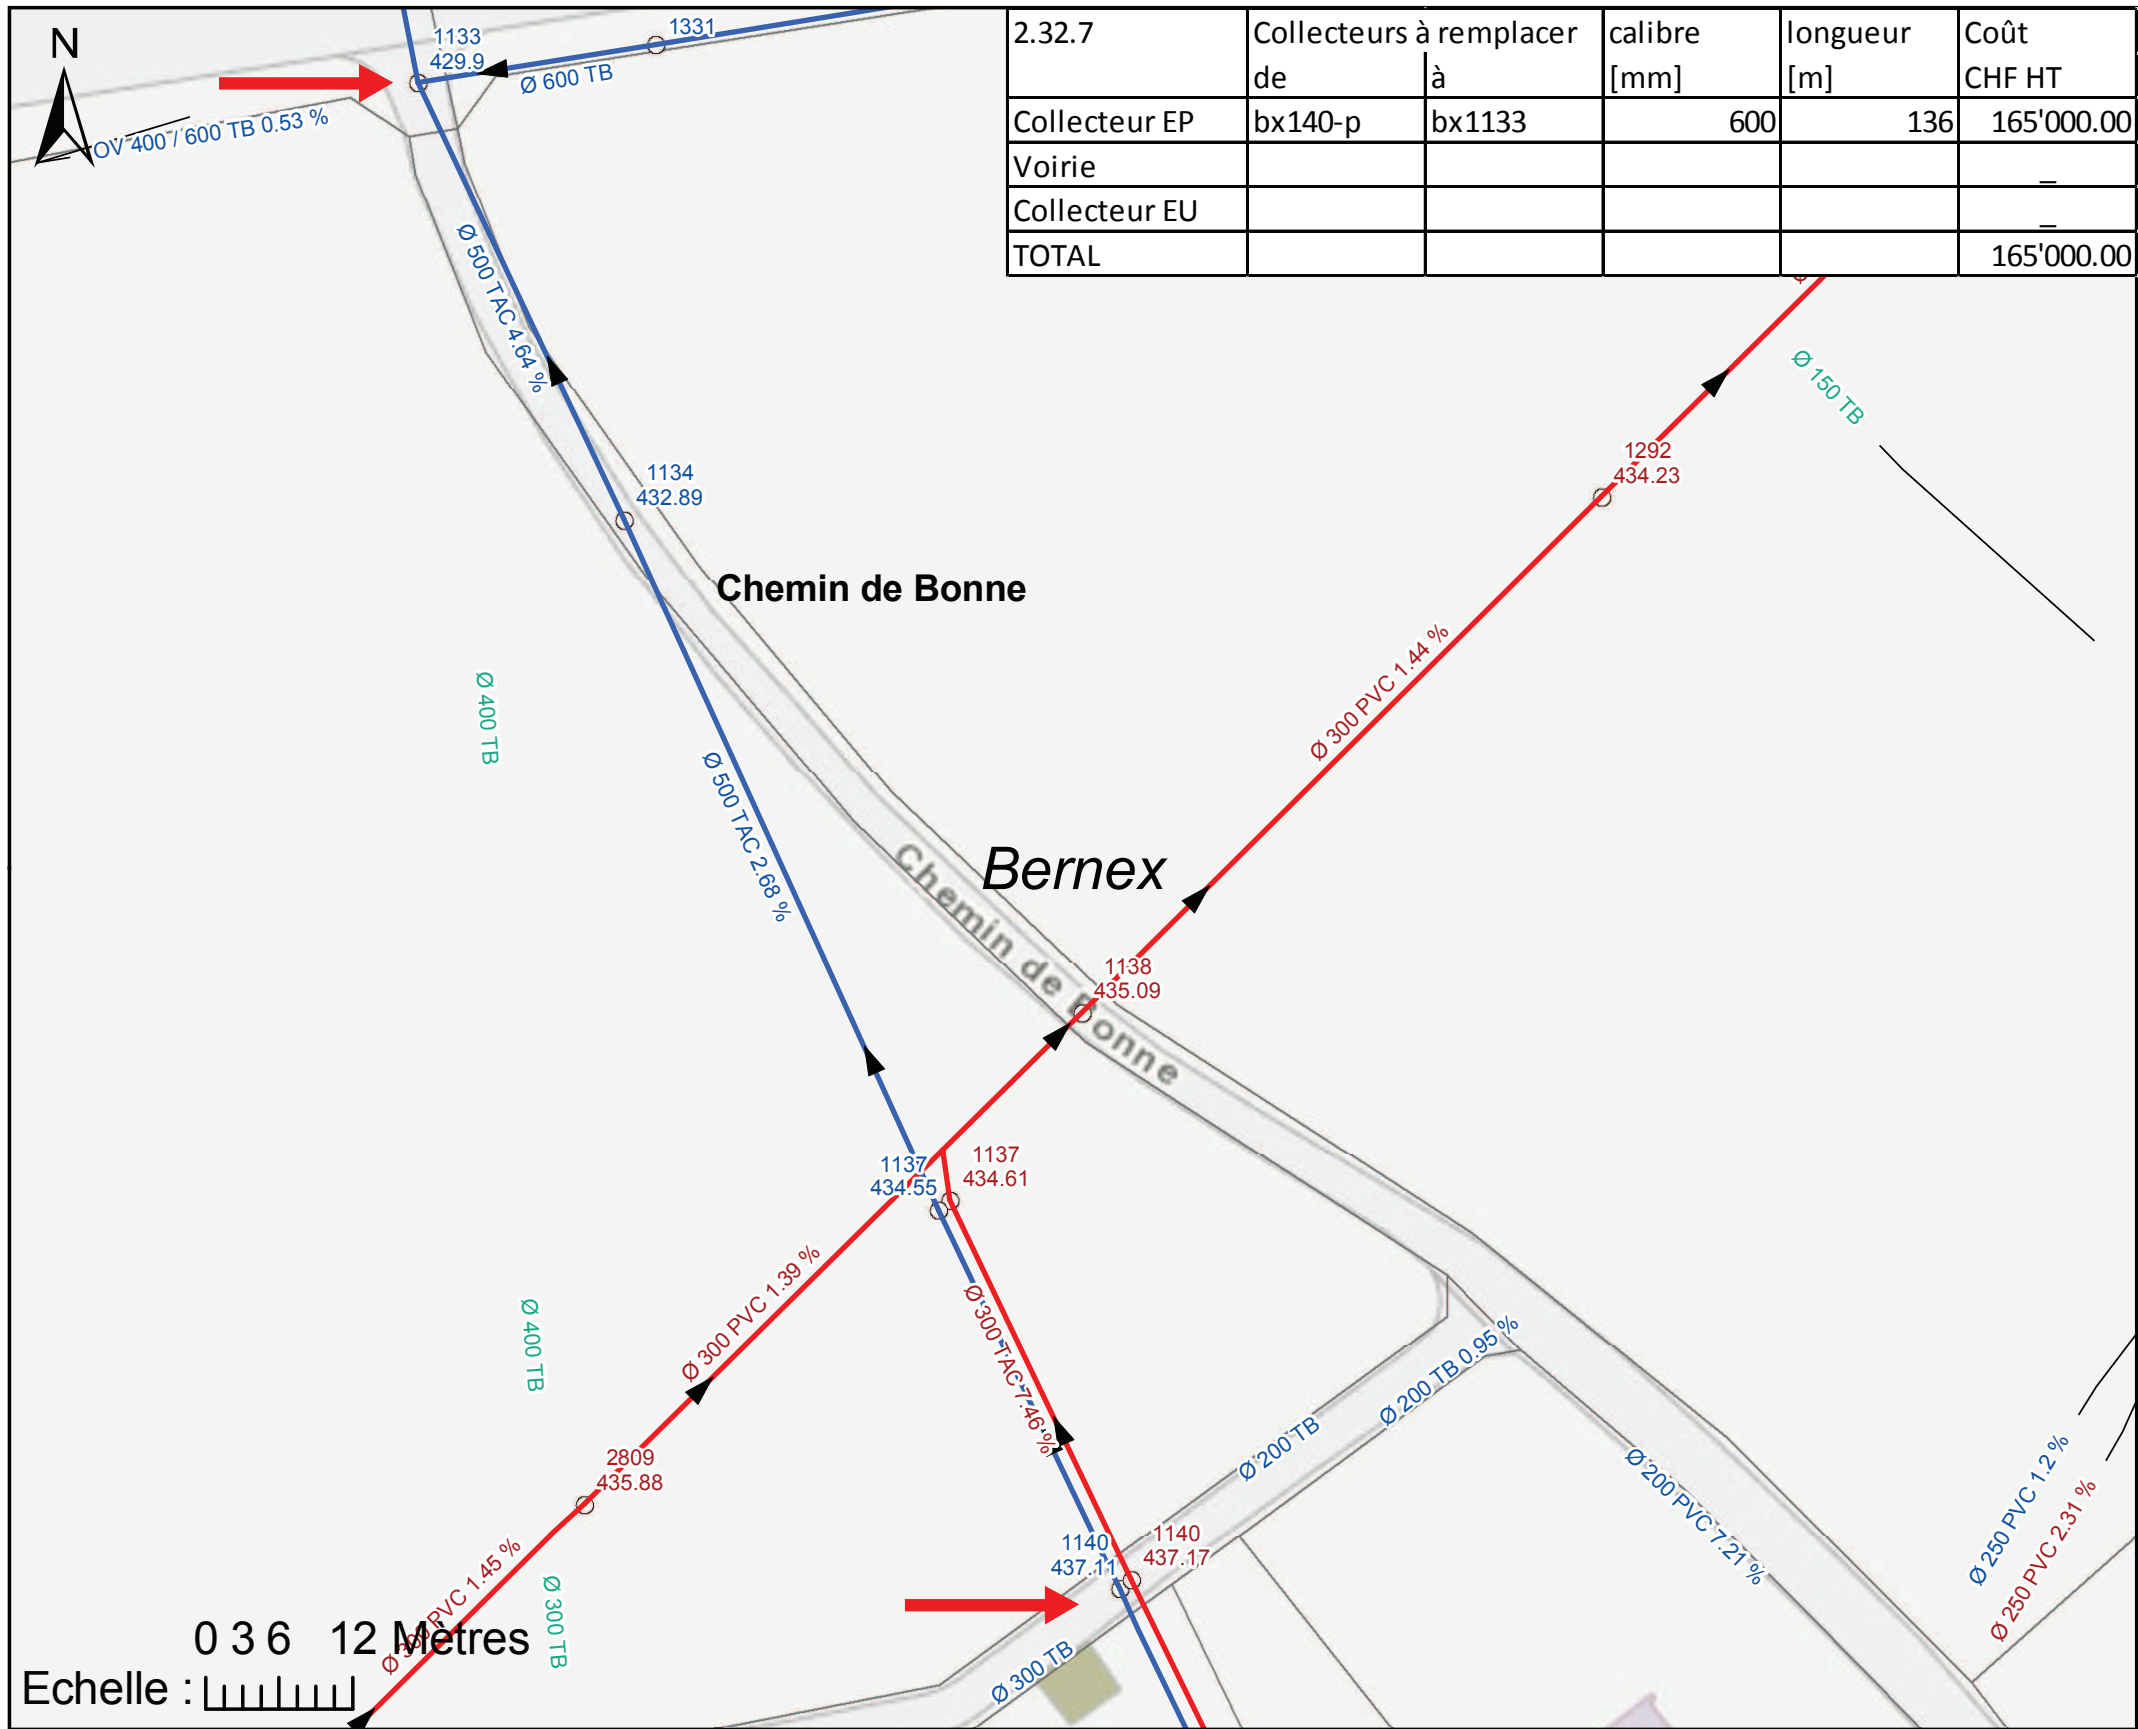 N
1133
429.9
1331
Ø 600 TB
OV 400 / 600 TB 0.53 %
2.32.7 Collecteurs à remplacer calibre longueur Coût
de à [mm] [m] CHF HT
Collecteur EP bx140-p bx1133 600 136 165'000.00
Voirie _
Collecteur EU _
TOTAL 165'000.00
Ø 500 TAC 4.64 %
Ø 150 TB
1134
432.89
1292
434.23
Chemin de Bonne
Ø 400 TB
Ø 300 PVC 1.44 %
Ø 500 TAC 2.68 %
Bernex
Chemin de Bonne
1138
435.09
1137
434.55
1137
434.61
Ø 300 PVC 1.39 %
Ø 400 TB
Ø 300 TAC 7.46 %
Ø 200 TB 0.95 %
Ø 200 TB
2809
435.88
Ø 200 PVC 7.21 %
Ø 250 PVC 1.2 %
Ø 250 PVC 2.31 %
1140
437.11
1140
437.17
Ø 300 PVC 1.45 %
Ø 300 TB
Ø 300 TB
0 3 6 12 Mètres
Echelle :